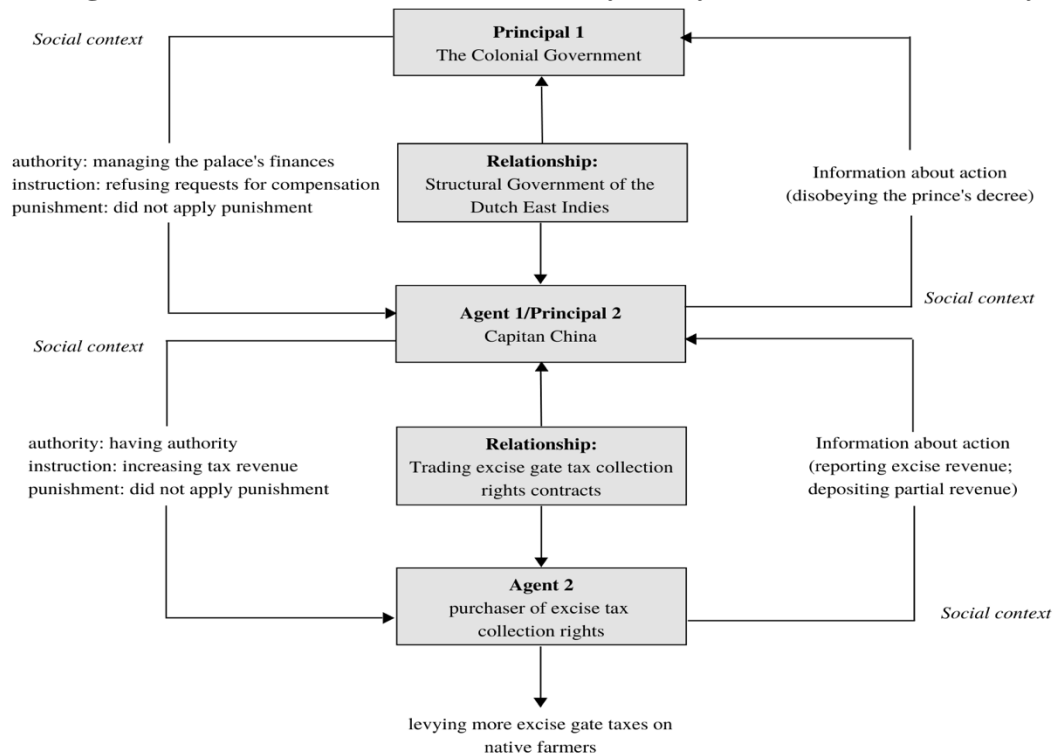 Social context
Principal 1
The Colonial Government
authority: managing the palace's finances
instruction: refusing requests for compensation
punishment: did not apply punishment
Relationship:
Structural Government of the
Dutch East Indies
Information about action
(disobeying the prince's decree)
Social context
Agent 1/Principal 2
Capitan China
Social context
authority: having authority
instruction: increasing tax revenue
punishment: did not apply punishment
Relationship:
Trading excise gate tax collection
rights contracts
Information about action
(reporting excise revenue;
depositing partial revenue)
Agent 2
purchaser of excise tax
collection rights
Social context
levying more excise gate taxes on
native farmers